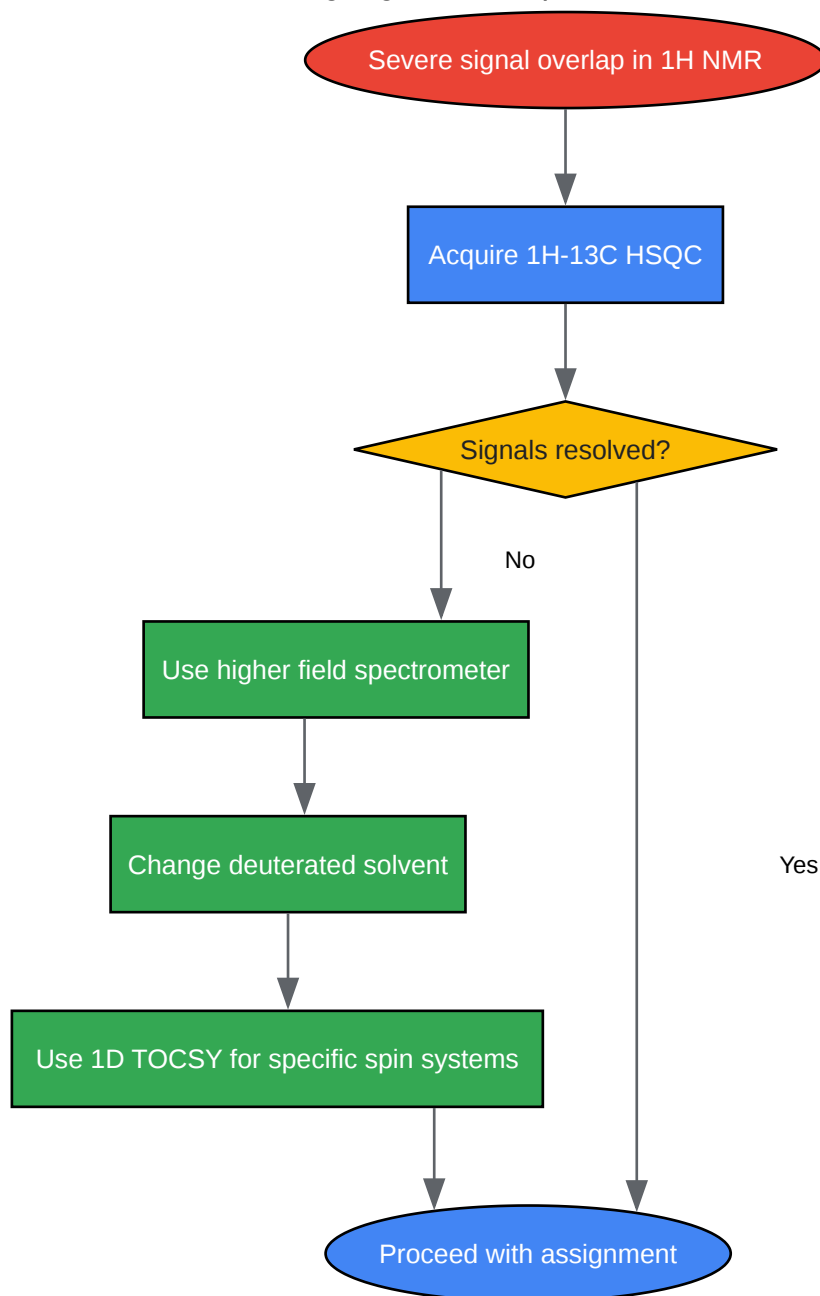 Severe signal overlap in 1H NMR
Acquire 1H-13C HSQC
Signals resolved?
No
Use higher field spectrometer
Change deuterated solvent
Yes
Use 1D TOCSY for specific spin systems
Proceed with assignment